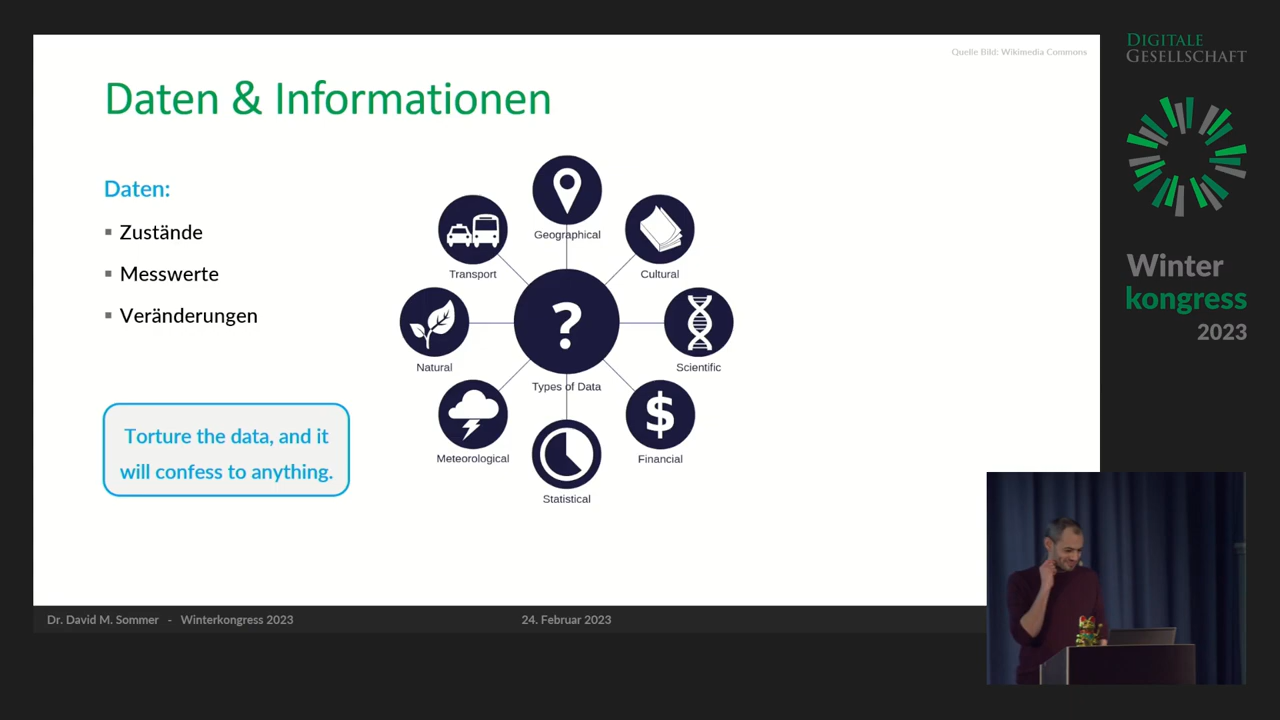 Quelle Bild: Wikimedia Commons
Daten & Informationen
Daten:
Zustände
Messwerte
Veränderungen
Torture the data, and it
will confess to anything.
Geographical
Transport
Cultural
?
Natural
Scientific
Types of Data
$
Meteorological
Financial
Statistical
Dr. David M. Sommer - Winterkongress 2023
24. Februar 2023
DIGITALE
GESELLSCHAFT
Winter
kongress
2023